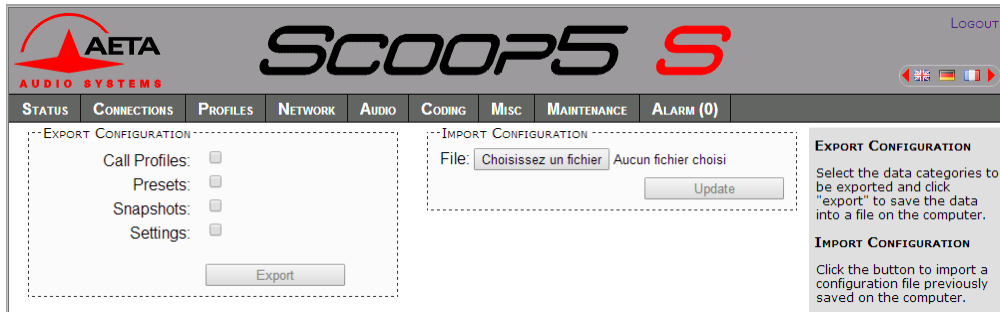 LOGOUT
AETA
AUDIO SYSTEMS
SCOOP5 S
STATUS CONNECTIONS PROFILES NETWORK AUDIO CODING MISC MAINTENANCE ALARM (0)
EXPORT CONFIGURATION
Call Profiles:
Presets:
Snapshots:
Settings:
Export
IMPORT CONFIGURATION
File: Choisissez un fichier Aucun fichier choisi
Update
EXPORT CONFIGURATION
Select the data categories to
be exported and click
"export" to save the data
into a file on the computer.
IMPORT CONFIGURATION
Click the button to import a
configuration file previously
saved on the computer.